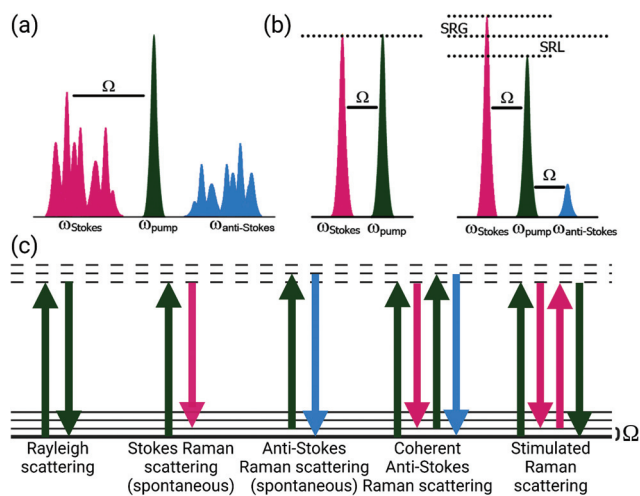 (a)
Ω
ωStokes
ωpump
ωanti-Stokes
(b)
Ω
ωStokes
ωpump
SRG
SRL
Ω
Ω
ωStokes
ωpump
ωanti-Stokes
(c)
Ω
Rayleigh
scattering
Stokes Raman
scattering
(spontaneous)
Anti-Stokes
Raman scattering
(spontaneous)
Coherent
Anti-Stokes
Raman scattering
Stimulated
Raman
scattering